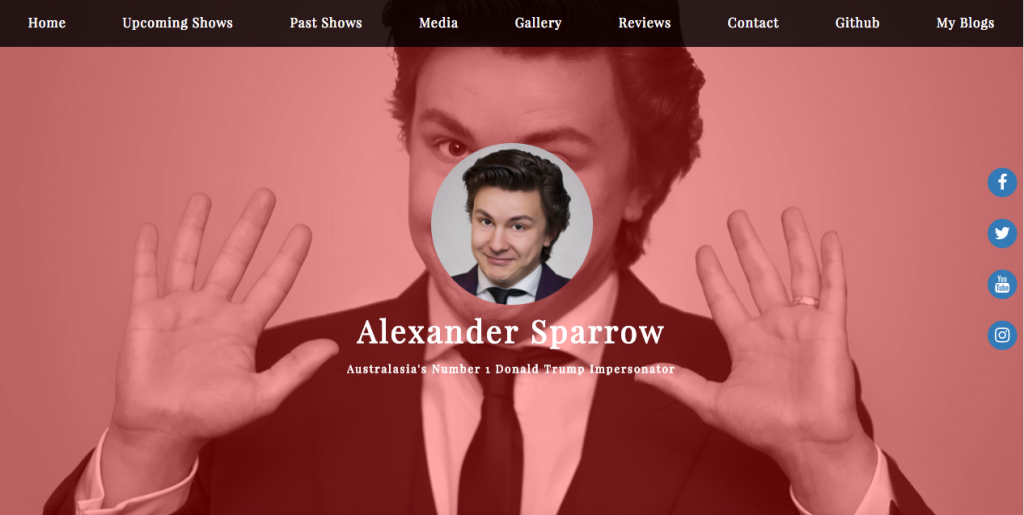 Home Upcoming Shows Past Shows Media Gallery Reviews Contact Github My Blogs
You Tube
Alexander Sparrow
Australasia's Number 1 Donald Trump Impersonator